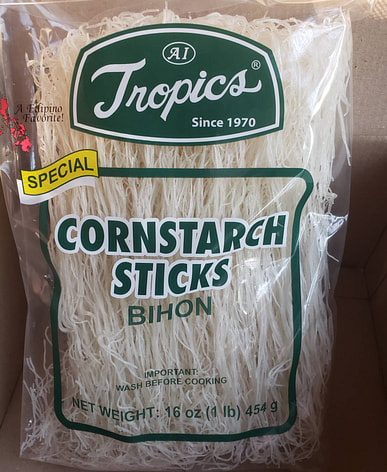 AI
Tropics®
Since 1970
A Filipino
Favorite!
SPECIAL
CORNSTARCH
STICKS
BIHON
IMPORTANT:
WASH BEFORE COOKING
NET WEIGHT: 16 oz (1 lb) 454 g